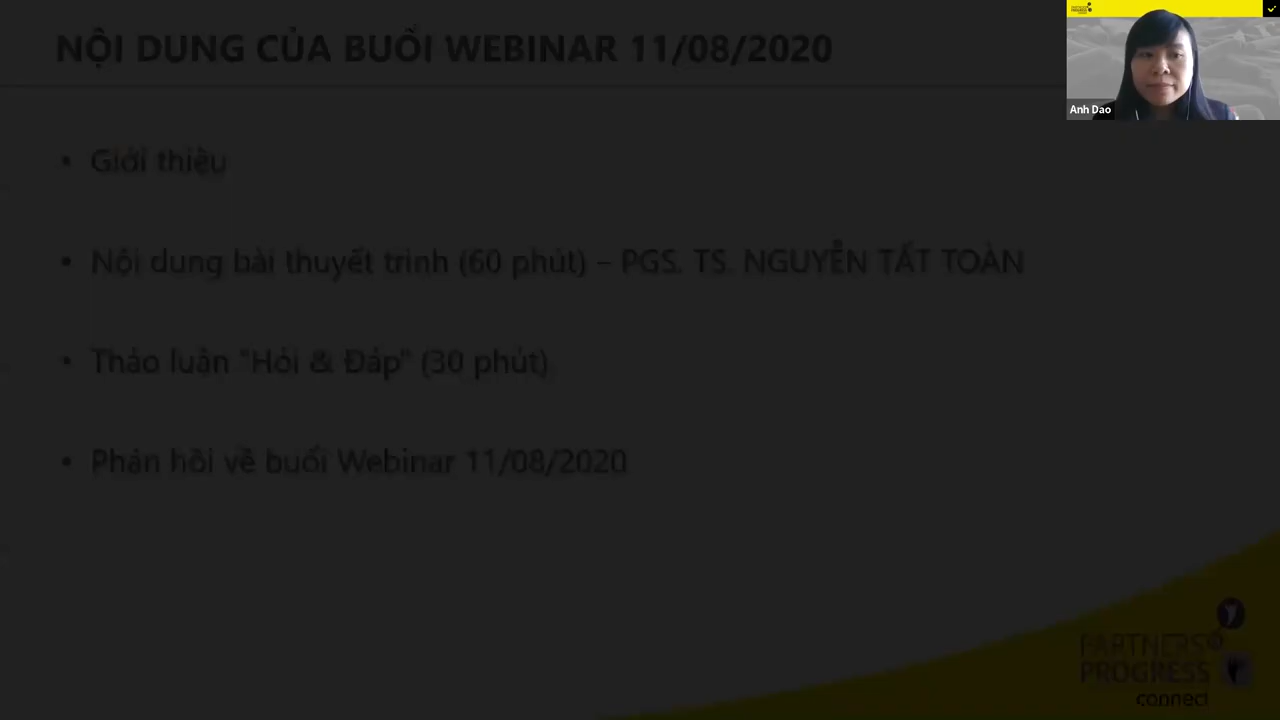 NỘI DUNG CỦA BUỔI WEBINAR 11/08/2020
Anh Dao
• Giới thiệu
• Nội dung bài thuyết trình (60 phút) – PGS. TS. NGUYỄN TẤT TOÀN
• Thảo luận "Hỏi & Đáp" (30 phút)
• Phản hồi về buổi Webinar 11/08/2020
PARTNERS
PROGRESS
connect